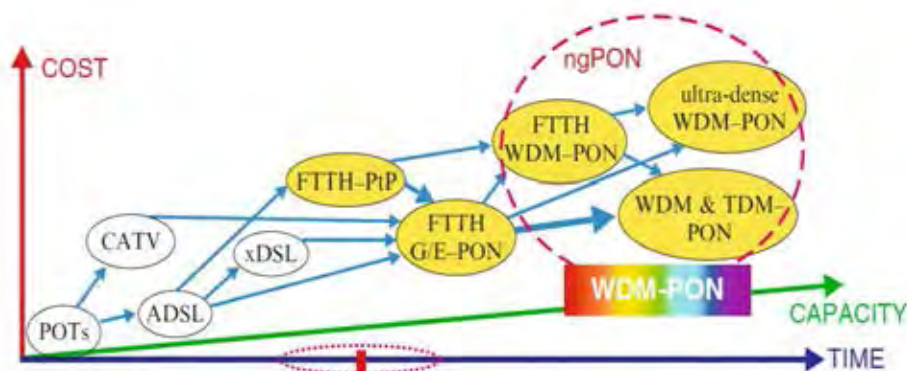 COST
ngPON
ultra-dense
WDM–PON
FTTH
WDM–PON
FTTH–PtP
WDM & TDM–
PON
FTTH
G/E–PON
CATV
xDSL
WDM-PON
POTs
ADSL
CAPACITY
TIME